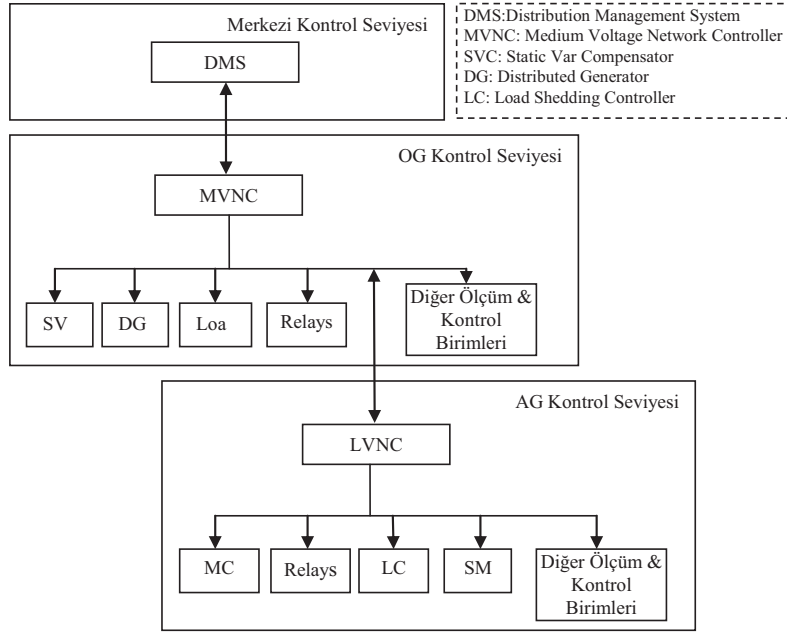 Merkezi Kontrol Seviyesi
DMS
DMS:Distribution Management System
MVNC: Medium Voltage Network Controller
SVC: Static Var Compensator
DG: Distributed Generator
LC: Load Shedding Controller
OG Kontrol Seviyesi
MVNC
SV
DG
Loa
Relays
Diğer Ölçüm &
Kontrol
Birimleri
AG Kontrol Seviyesi
LVNC
MC
Relays
LC
SM
Diğer Ölçüm &
Kontrol
Birimleri